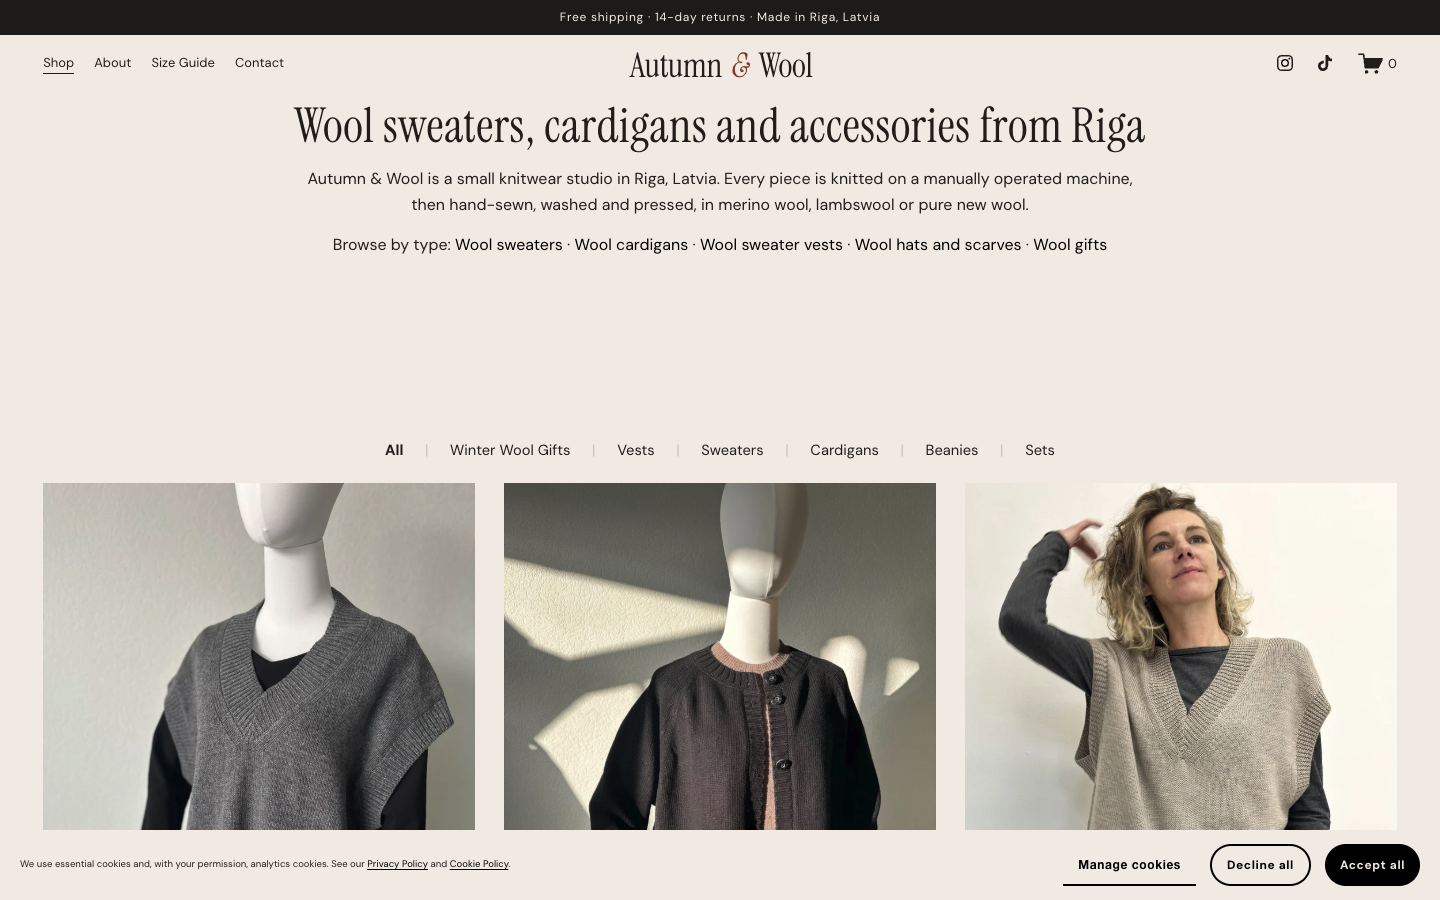 Free shipping · 14-day returns · Made in Riga, Latvia
Shop About Size Guide Contact
Autumn & Wool
0
Wool sweaters, cardigans and accessories from Riga
Autumn & Wool is a small knitwear studio in Riga, Latvia. Every piece is knitted on a manually operated machine,
then hand-sewn, washed and pressed, in merino wool, lambswool or pure new wool.
Browse by type: Wool sweaters · Wool cardigans · Wool sweater vests · Wool hats and scarves · Wool gifts
All | Winter Wool Gifts | Vests | Sweaters | Cardigans | Beanies | Sets
We use essential cookies and, with your permission, analytics cookies. See our Privacy Policy and Cookie Policy.
Manage cookies
Decline all
Accept all